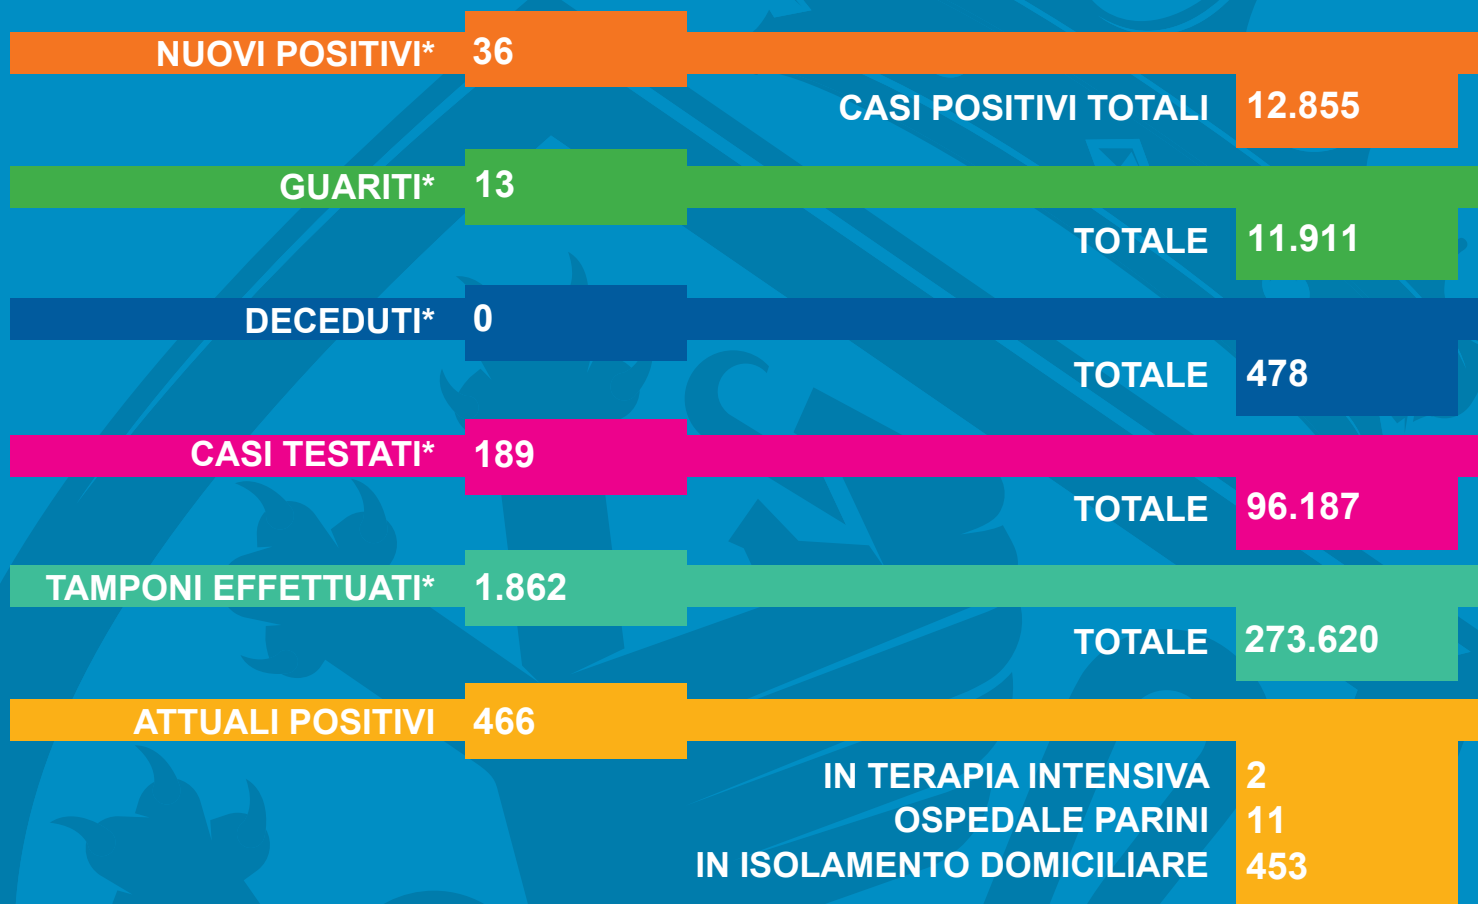 NUOVI POSITIVI* 36
CASI POSITIVI TOTALI 12.855
GUARITI* 13
TOTALE 11.911
DECEDUTI* 0
TOTALE 478
CASI TESTATI* 189
TOTALE 96.187
TAMPONI EFFETTUATI* 1.862
TOTALE 273.620
ATTUALI POSITIVI 466
IN TERAPIA INTENSIVA 2
OSPEDALE PARINI 11
IN ISOLAMENTO DOMICILIARE 453